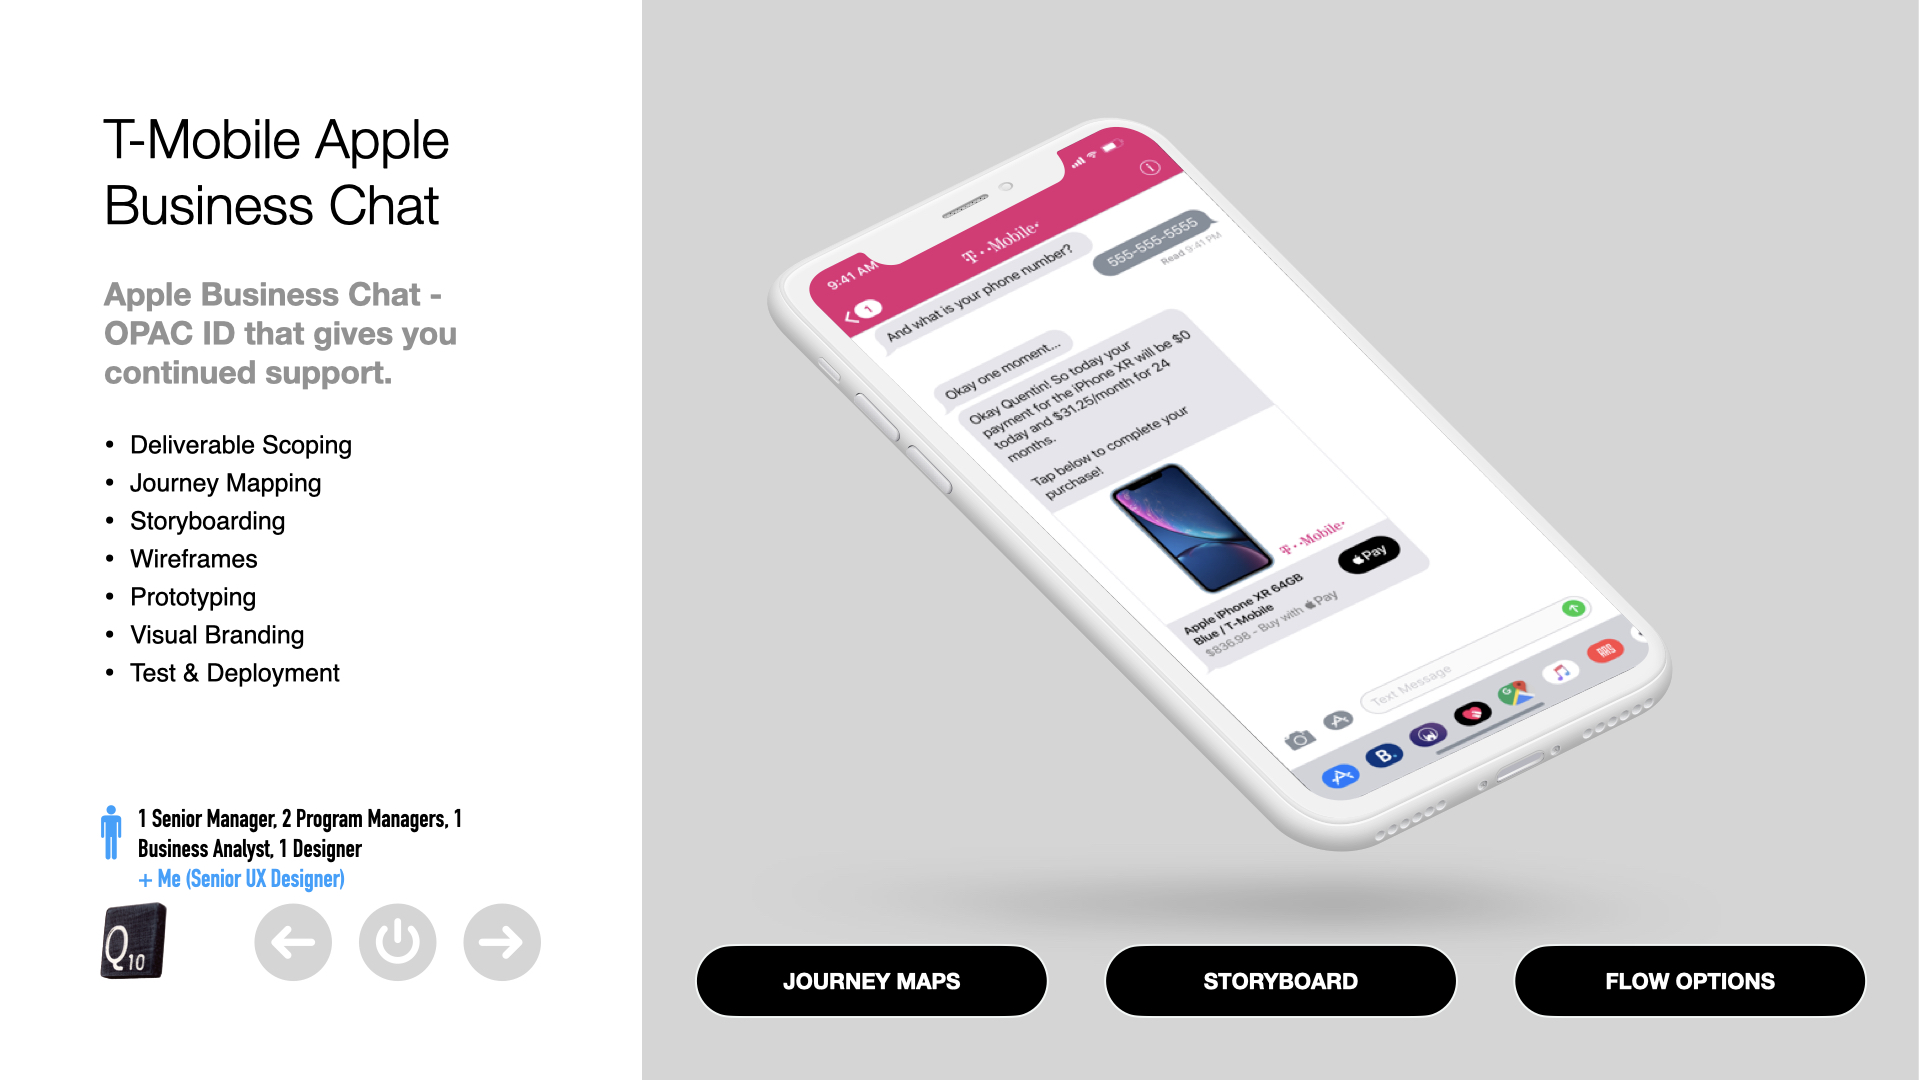 T-Mobile Apple
Business Chat
Apple Business Chat -
OPAC ID that gives you
continued support.
• Deliverable Scoping
• Journey Mapping
• Storyboarding
• Wireframes
• Prototyping
• Visual Branding
• Test & Deployment
1 Senior Manager, 2 Program Managers, 1
Business Analyst, 1 Designer
+ Me (Senior UX Designer)
Q10
9:41 AM
1
T··Mobile·
And what is your phone number?
555-555-5555
Read 9:41 PM
Okay one moment...
Okay Quentin! So today your
payment for the iPhone XR will be $0
today and $31.25/month for 24
months.
Tap below to complete your
purchase!
T··Mobile·
Apple iPhone XR 64GB
Blue / T-Mobile
$836.98 - Buy with Pay
Pay
Text Message
B.
G
JOURNEY MAPS
STORYBOARD
FLOW OPTIONS